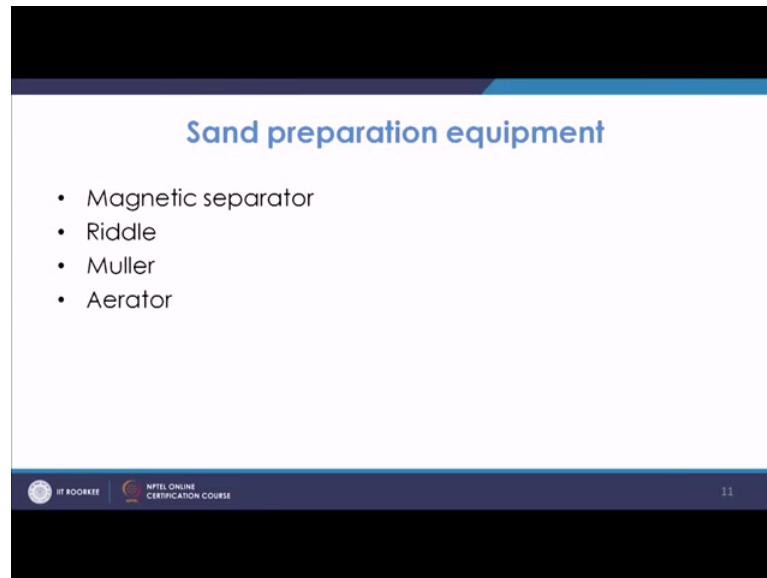 Sand preparation equipment
• Magnetic separator
• Riddle
• Muller
• Aerator
IIT ROORKEE
NPTEL ONLINE
CERTIFICATION COURSE
11